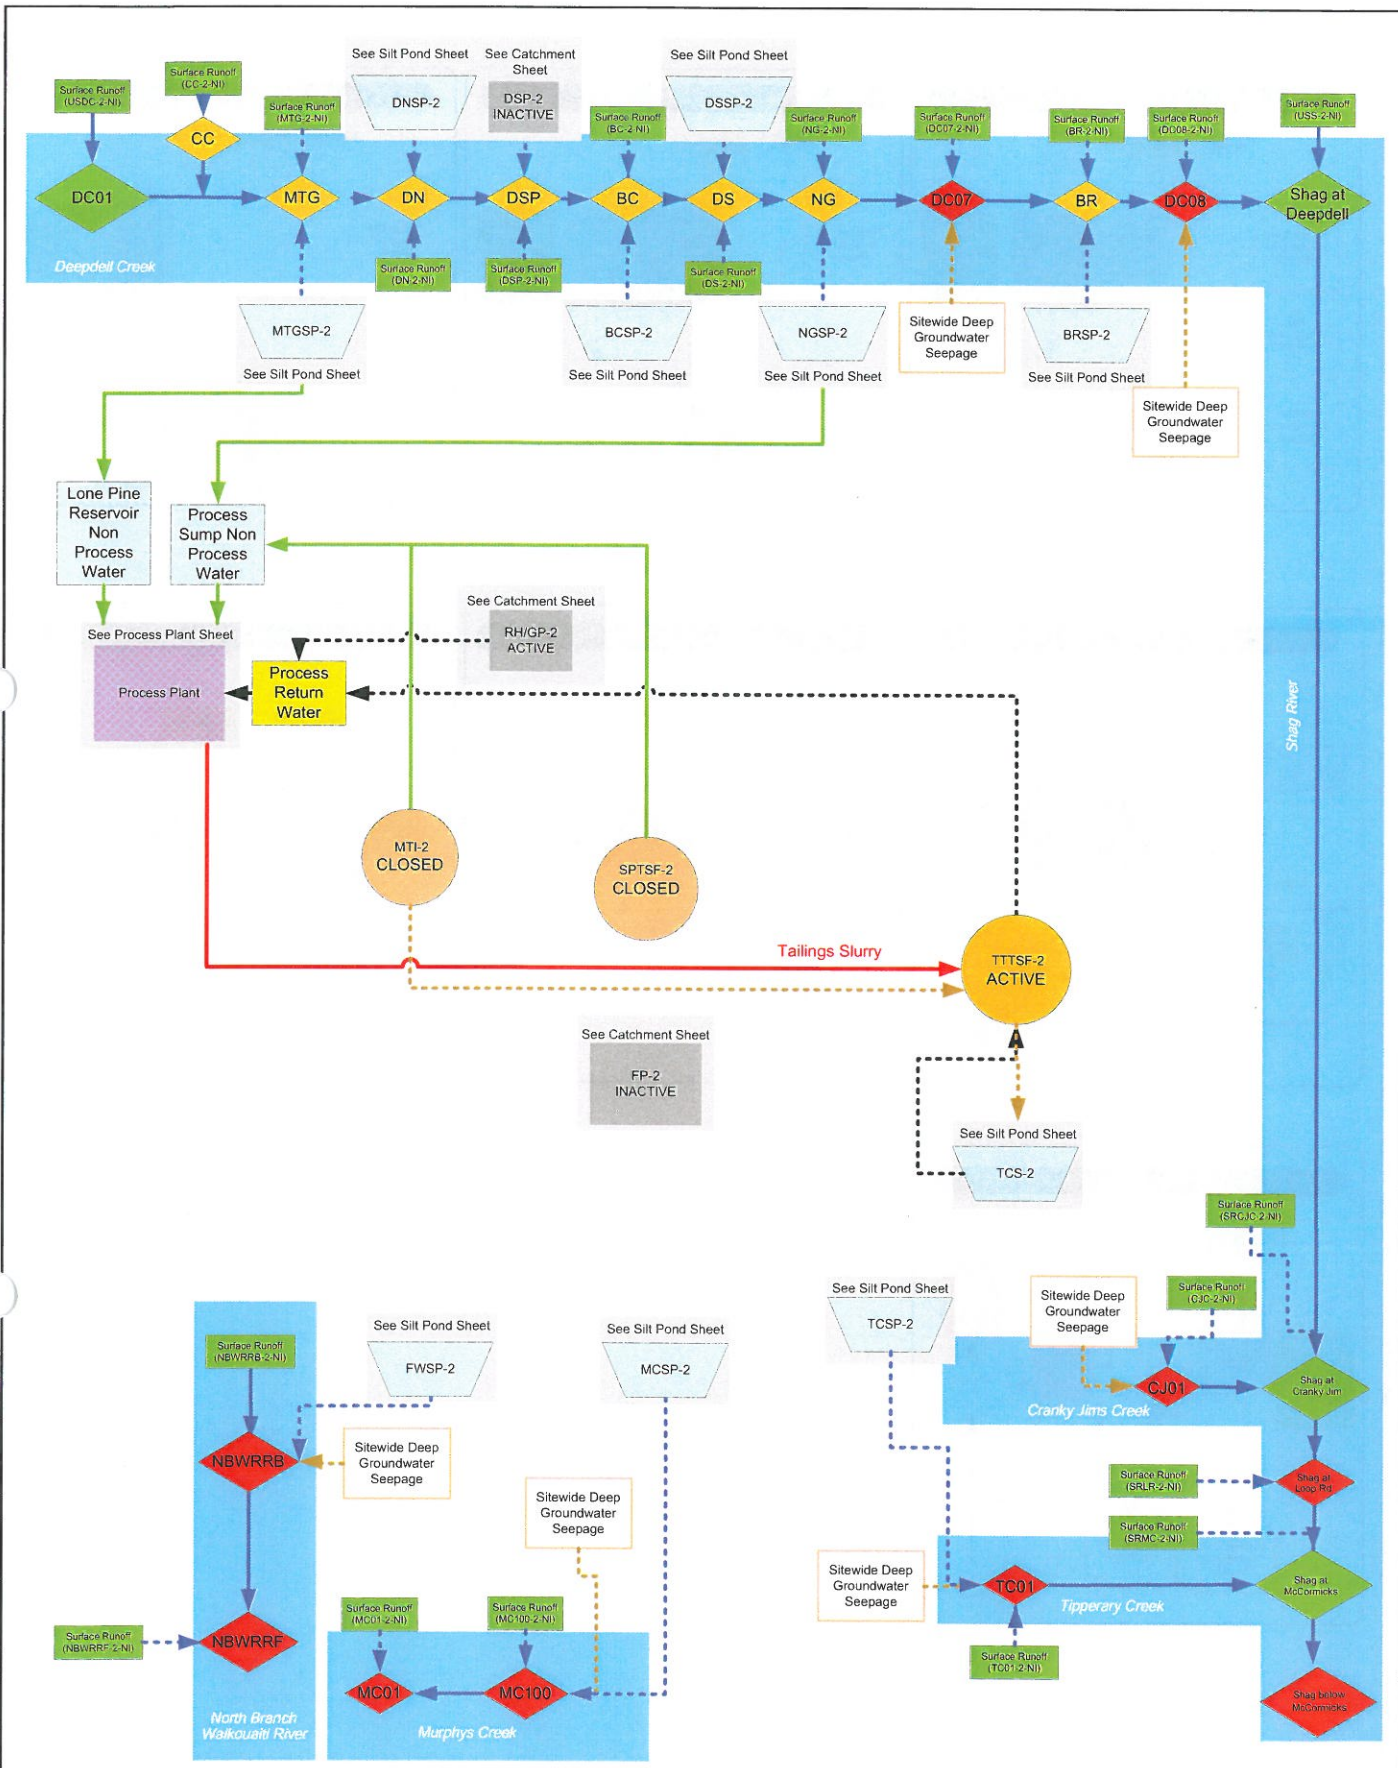 See Silt Pond Sheet
See Catchment
Sheet
See Silt Pond Sheet
Surface Runoff
(USDC-2-NI)
Surface Runoff
(CC-2-NI)
Surface Runoff
(MTG-2-NI)
DNSP-2
DSP-2
INACTIVE
Surface Runoff
(BC-2-NI)
DSSP-2
Surface Runoff
(NG-2-NI)
Surface Runoff
(DC07-2-NI)
Surface Runoff
(BR-2-NI)
Surface Runoff
(DC08-2-NI)
Surface Runoff
(USS-2-NI)
CC
DC01
MTG
DN
DSP
BC
DS
NG
DC07
BR
DC08
Shag at
Deepdell
Deepdell Creek
Surface Runoff
(DN-2-NI)
Surface Runoff
(DSP-2-NI)
Surface Runoff
(DS-2-NI)
MTGSP-2
See Silt Pond Sheet
BCSP-2
See Silt Pond Sheet
NGSP-2
See Silt Pond Sheet
Sitewide Deep
Groundwater
Seepage
BRSP-2
See Silt Pond Sheet
Sitewide Deep
Groundwater
Seepage
Lone Pine
Reservoir
Non
Process
Water
Process
Sump Non
Process
Water
See Catchment Sheet
RH/GP-2
ACTIVE
See Process Plant Sheet
Process Plant
Process
Return
Water
Shag River
MTI-2
CLOSED
SPTSF-2
CLOSED
Tailings Slurry
TTTSF-2
ACTIVE
See Catchment Sheet
FP-2
INACTIVE
See Silt Pond Sheet
TCS-2
Surface Runoff
(SRCJC-2-NI)
See Silt Pond Sheet
TCSP-2
Sitewide Deep
Groundwater
Seepage
Surface Runoff
(CJC-2-NI)
CJ01
Shag at
Cranky Jim
Cranky Jims Creek
Surface Runoff
(NBWRRB-2-NI)
See Silt Pond Sheet
FWSP-2
See Silt Pond Sheet
MCSP-2
NBWRRB
Sitewide Deep
Groundwater
Seepage
Sitewide Deep
Groundwater
Seepage
Surface Runoff
(SRLR-2-NI)
Shag at
Loop Rd
Surface Runoff
(SRMC-2-NI)
Sitewide Deep
Groundwater
Seepage
TC01
Shag at
McCormicks
Tipperary Creek
Surface Runoff
(TC01-2-NI)
Surface Runoff
(NBWRRF-2-NI)
NBWRRF
Surface Runoff
(MC01-2-NI)
Surface Runoff
(MC100-2-NI)
MC01
MC100
Shag below
McCormicks
North Branch
Waikouaiti River
Murphys Creek